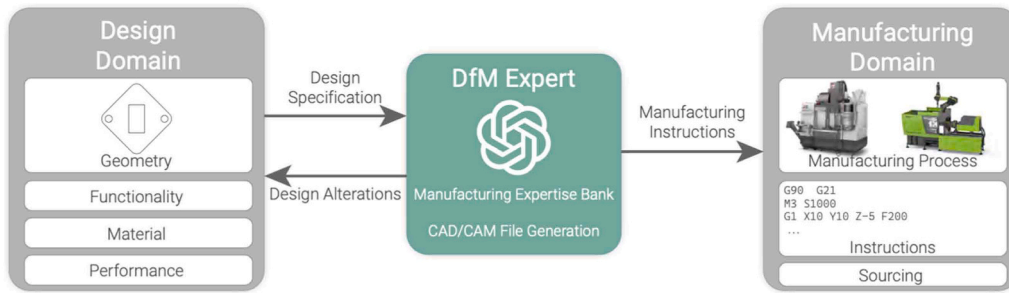 Design
Domain
Geometry
Functionality
Material
Performance
Design
Specification
Design Alterations
DfM Expert
Manufacturing Expertise Bank
CAD/CAM File Generation
Manufacturing
Instructions
Manufacturing
Domain
Manufacturing Process
G90 G21
M3 S1000
G1 X10 Y10 Z-5 F200
...
Instructions
Sourcing